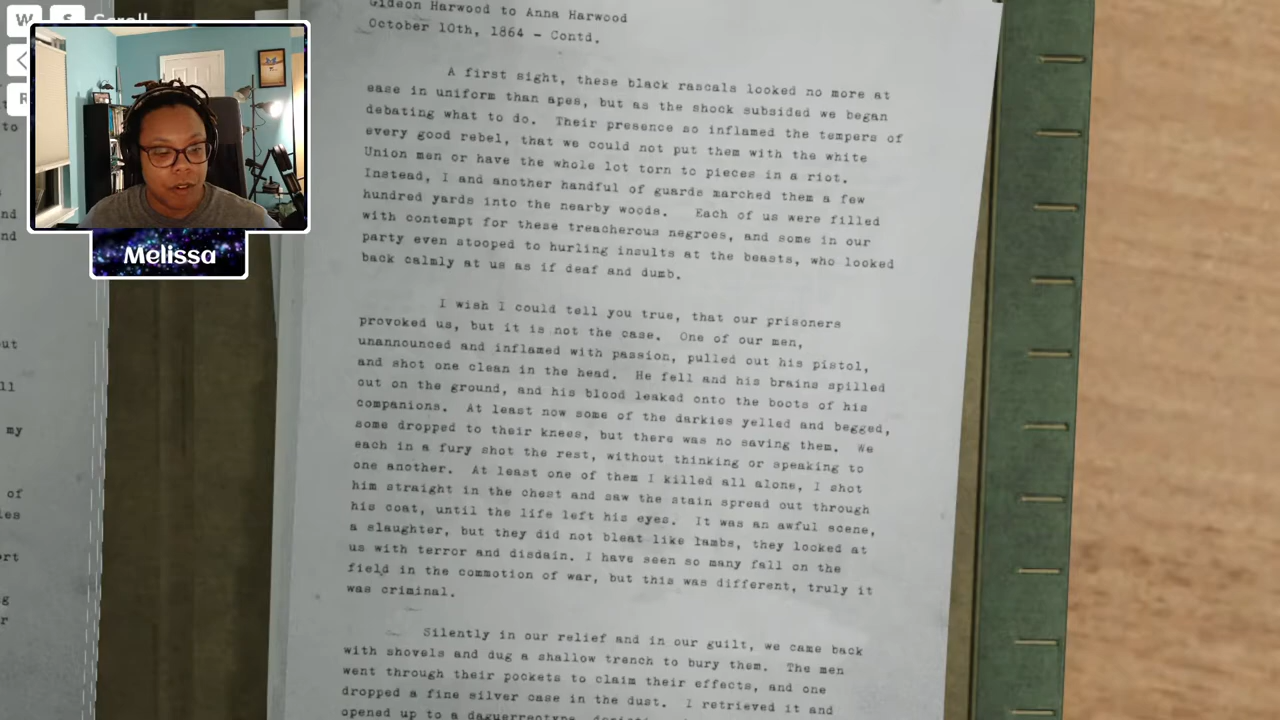 W S Scroll
R
Melissa
Gideon Harwood to Anna Harwood
October 10th, 1864 - Contd.
A first sight, these black rascals looked no more at
ease in uniform than apes, but as the shock subsided we began
debating what to do. Their presence so inflamed the tempers of
every good rebel, that we could not put them with the white
Union men or have the whole lot torn to pieces in a riot.
Instead, I and another handful of guards marched them a few
hundred yards into the nearby woods. Each of us were filled
with contempt for these treacherous negroes, and some in our
party even stooped to hurling insults at the beasts, who looked
back calmly at us as if deaf and dumb.
I wish I could tell you true, that our prisoners
provoked us, but it is not the case. One of our men,
unannounced and inflamed with passion, pulled out his pistol,
and shot one clean in the head. He fell and his brains spilled
out on the ground, and his blood leaked onto the boots of his
companions. At least now some of the darkies yelled and begged,
some dropped to their knees, but there was no saving them. We
each in a fury shot the rest, without thinking or speaking to
one another. At least one of them I killed all alone, I shot
him straight in the chest and saw the stain spread out through
his coat, until the life left his eyes. It was an awful scene,
a slaughter, but they did not bleat like lambs, they looked at
us with terror and disdain. I have seen so many fall on the
field in the commotion of war, but this was different, truly it
was criminal.
Silently in our relief and in our guilt, we came back
with shovels and dug a shallow trench to bury them. The men
went through their pockets to claim their effects, and one
dropped a fine silver case in the dust. I retrieved it and
opened up to a daguerreotype,
to
my
of